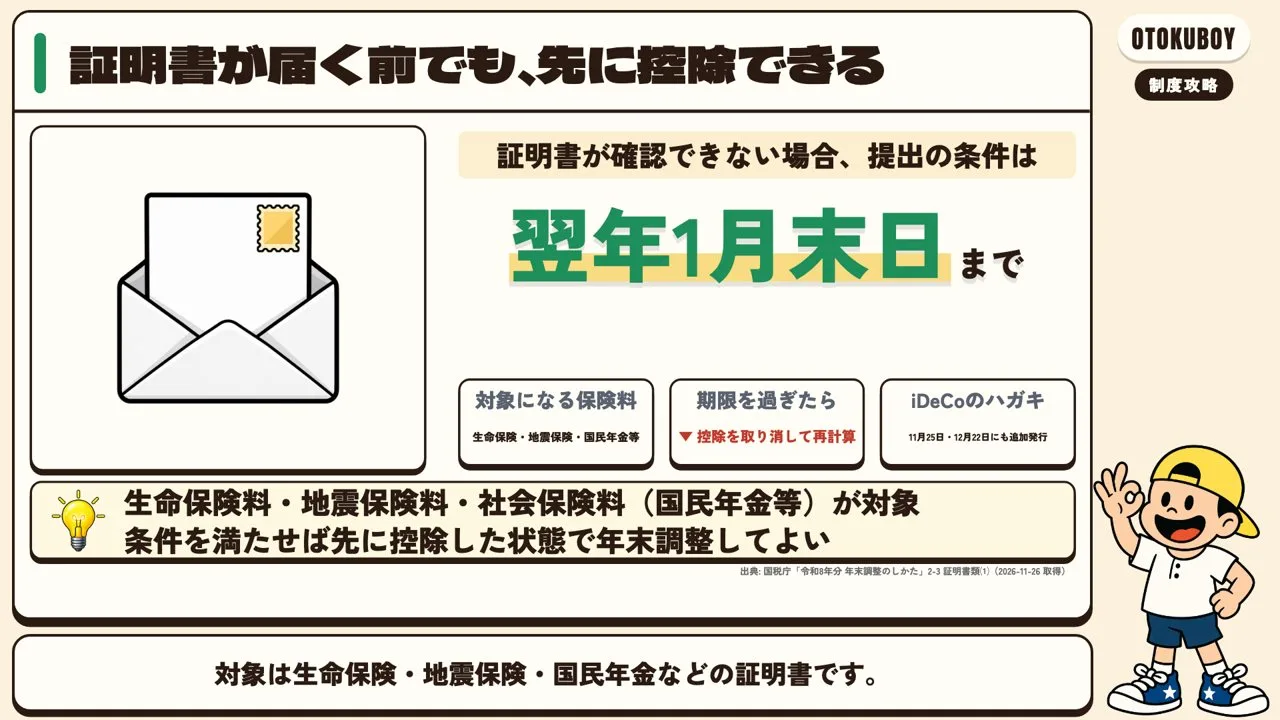 証明書が届く前でも、先に控除できる
OTOKUBOY
制度攻略
証明書が確認できない場合、提出の条件は
翌年1月末日まで
対象になる保険料
生命保険・地震保険・国民年金等
期限を過ぎたら
▼ 控除を取り消して再計算
iDeCoのハガキ
11月25日・12月22日にも追加発行
生命保険料・地震保険料・社会保険料（国民年金等）が対象
条件を満たせば先に控除した状態で年末調整してよい
出典: 国税庁「令和8年分 年末調整のしかた」2-3 証明書類⑴（2026-11-26 取得）
対象は生命保険・地震保険・国民年金などの証明書です。